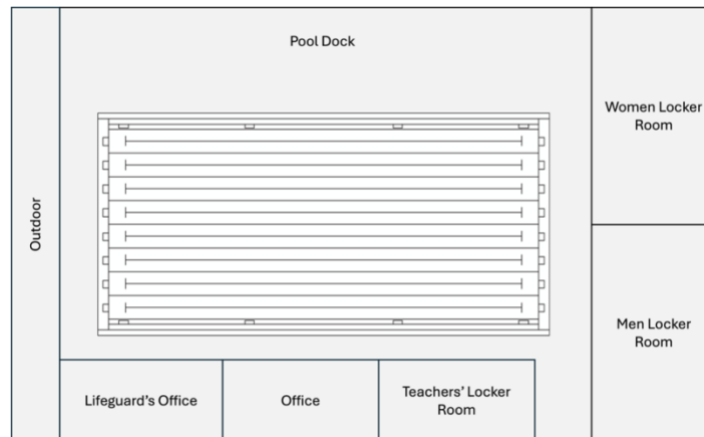 Pool Dock
Women Locker
Room
Outdoor
Men Locker
Room
Lifeguard's Office
Office
Teachers' Locker
Room